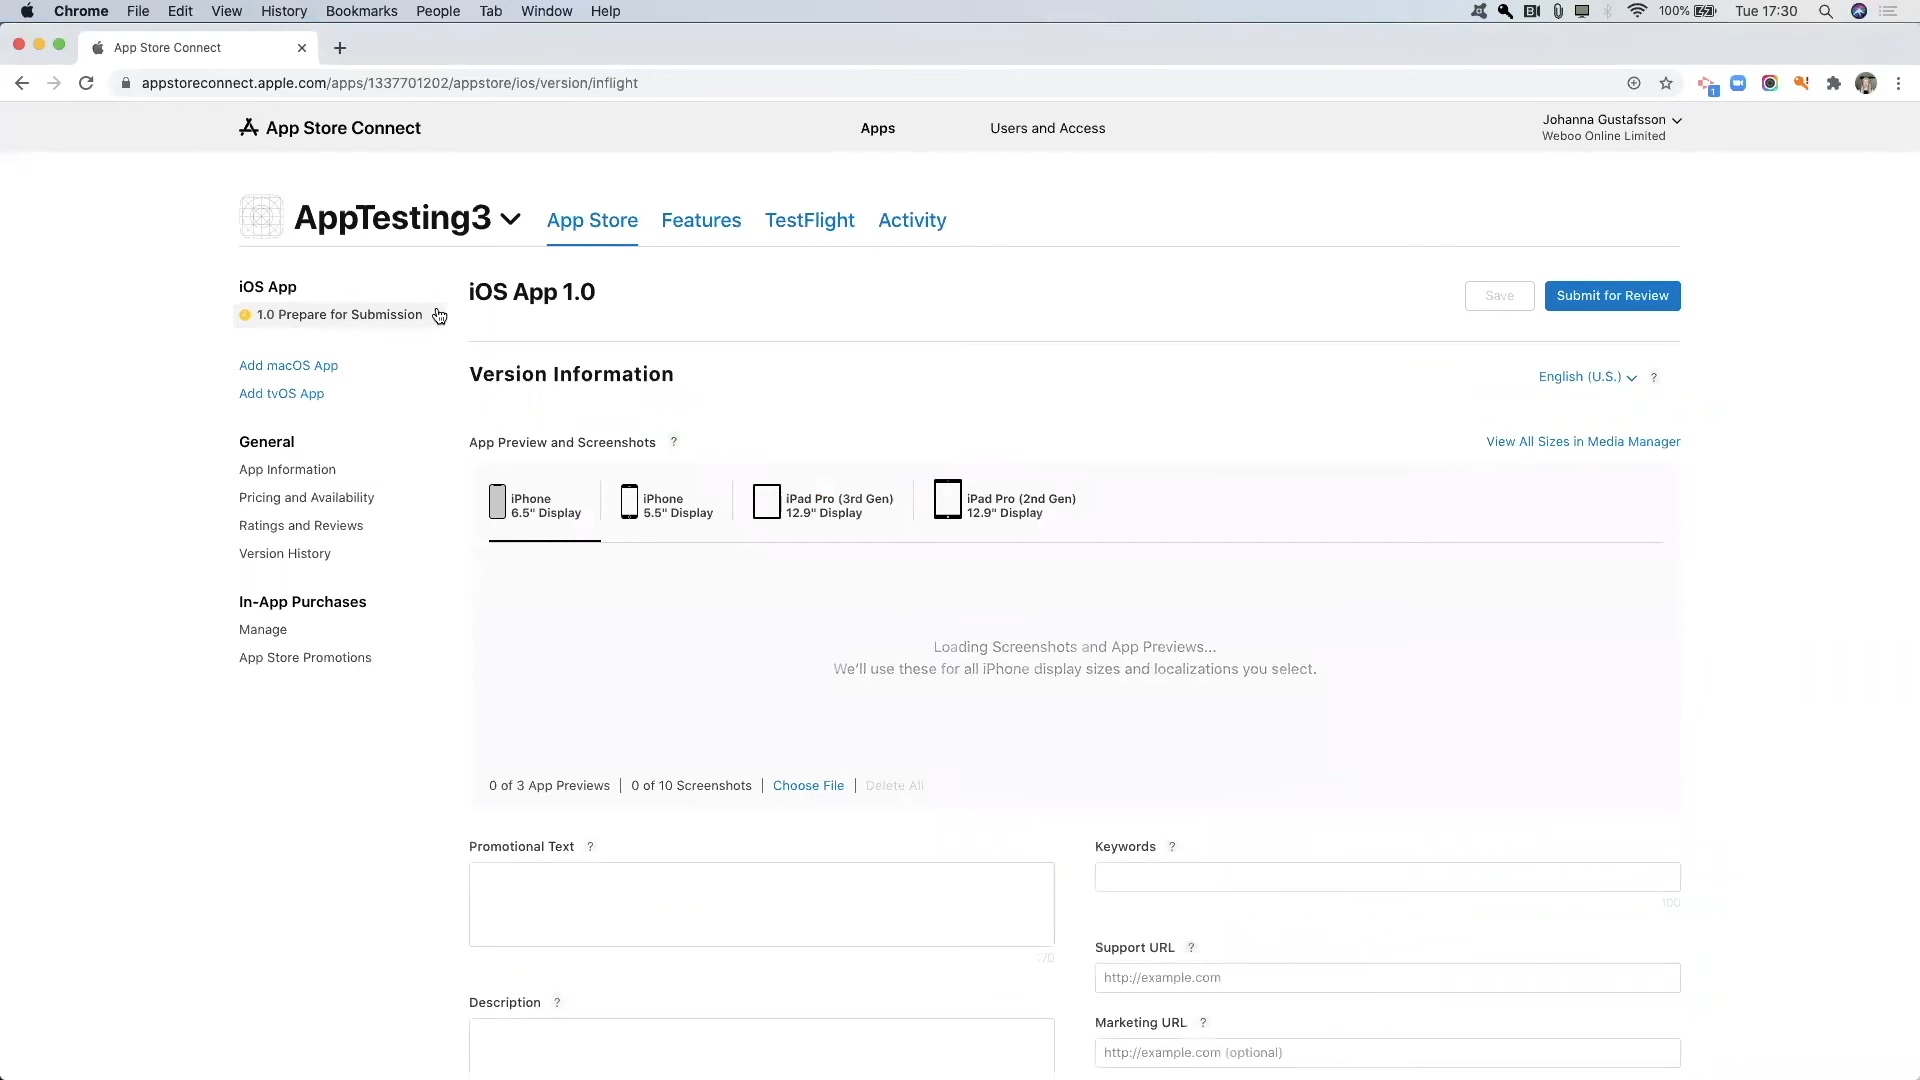 Chrome File Edit View History Bookmarks People Tab Window Help 100% Tue 17:30
App Store Connect
appstoreconnect.apple.com/apps/1337701202/appstore/ios/version/inflight
1
App Store Connect Apps Users and Access Johanna Gustafsson
Weboo Online Limited
AppTesting3 App Store Features TestFlight Activity
iOS App
1.0 Prepare for Submission
Add macOS App
Add tvOS App
General
App Information
Pricing and Availability
Ratings and Reviews
Version History
In-App Purchases
Manage
App Store Promotions
iOS App 1.0 Save Submit for Review
Version Information English (U.S.) ?
App Preview and Screenshots ? View All Sizes in Media Manager
iPhone
6.5" Display
iPhone
5.5" Display
iPad Pro (3rd Gen)
12.9" Display
iPad Pro (2nd Gen)
12.9" Display
Loading Screenshots and App Previews...
We'll use these for all iPhone display sizes and localizations you select.
0 of 3 App Previews | 0 of 10 Screenshots | Choose File | Delete All
Promotional Text ?
170
Description ?
Keywords ?
100
Support URL ?
http://example.com
Marketing URL ?
http://example.com (optional)